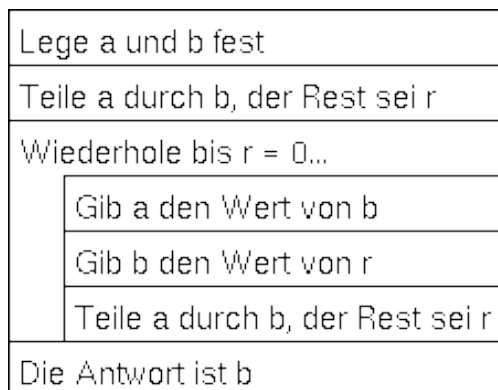 Lege a und b fest
Teile a durch b, der Rest sei r
Wiederhole bis r = 0...
Gib a den Wert von b
Gib b den Wert von r
Teile a durch b, der Rest sei r
Die Antwort ist b